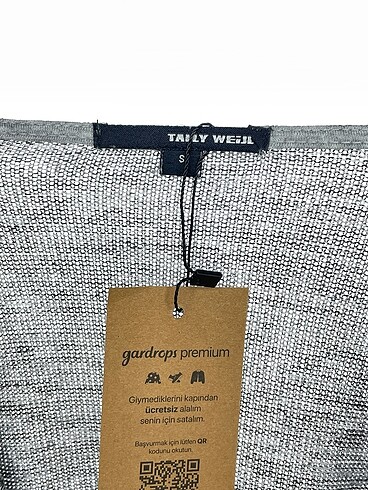 TALLY WEiJL
S
gardrops premium
Giymediklerini kapından
ücretsiz alalım
senin için satalım.
Başvurmak için lütfen QR
kodunu okutun.